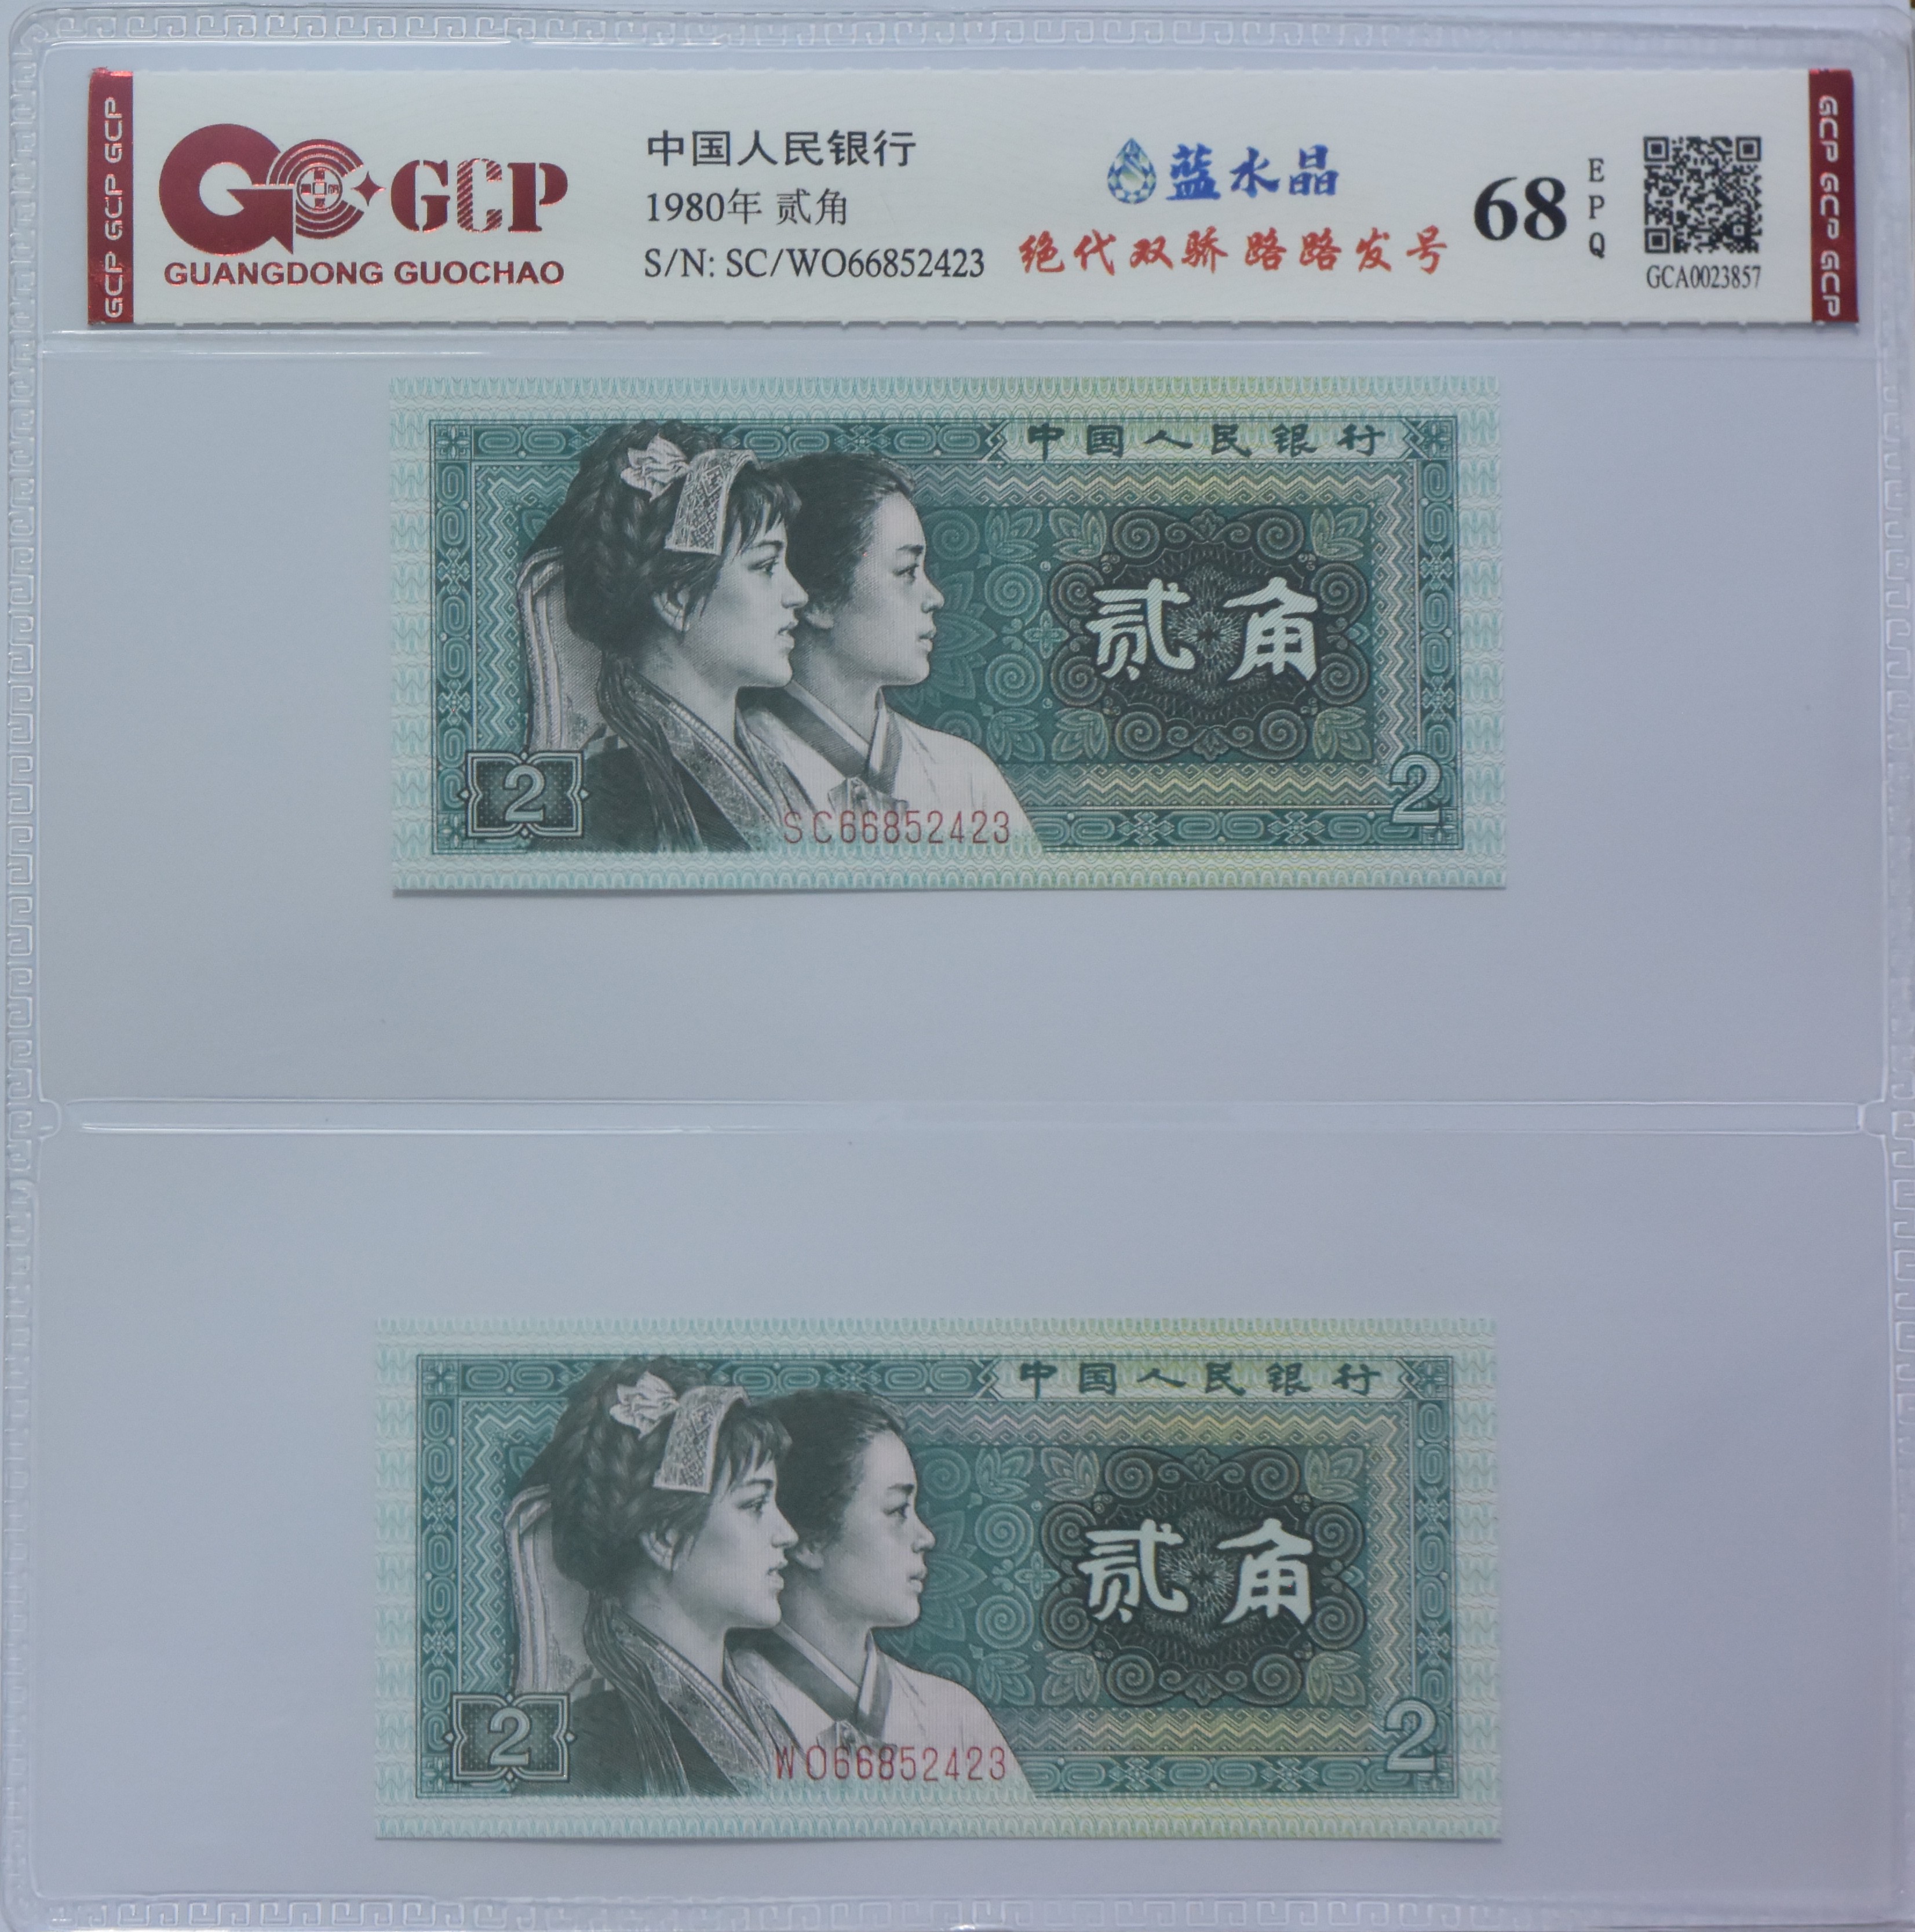 GCP GCP GCP
GCP
GUANGDONG GUOCHAO
中国人民银行
1980年 贰角
S/N: SC/WO66852423
蓝水晶
绝代双骄 路路发号
68
E
P
Q
GCA0023857
GCP GCP GCP
中国人民银行
贰角
2
2
SC66852423
中国人民银行
贰角
2
2
WO66852423